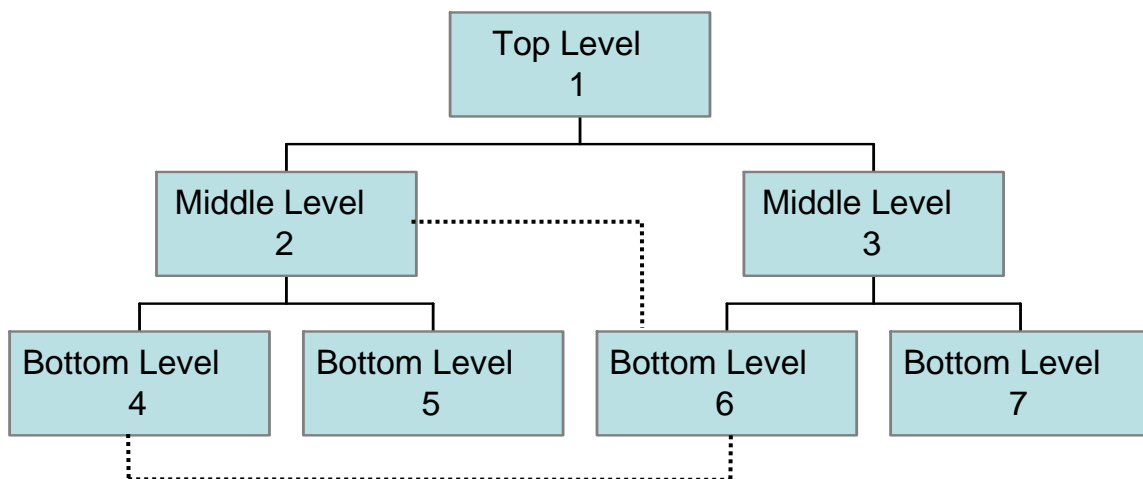 Top Level
1
Middle Level
2
Middle Level
3
Bottom Level
4
Bottom Level
5
Bottom Level
6
Bottom Level
7